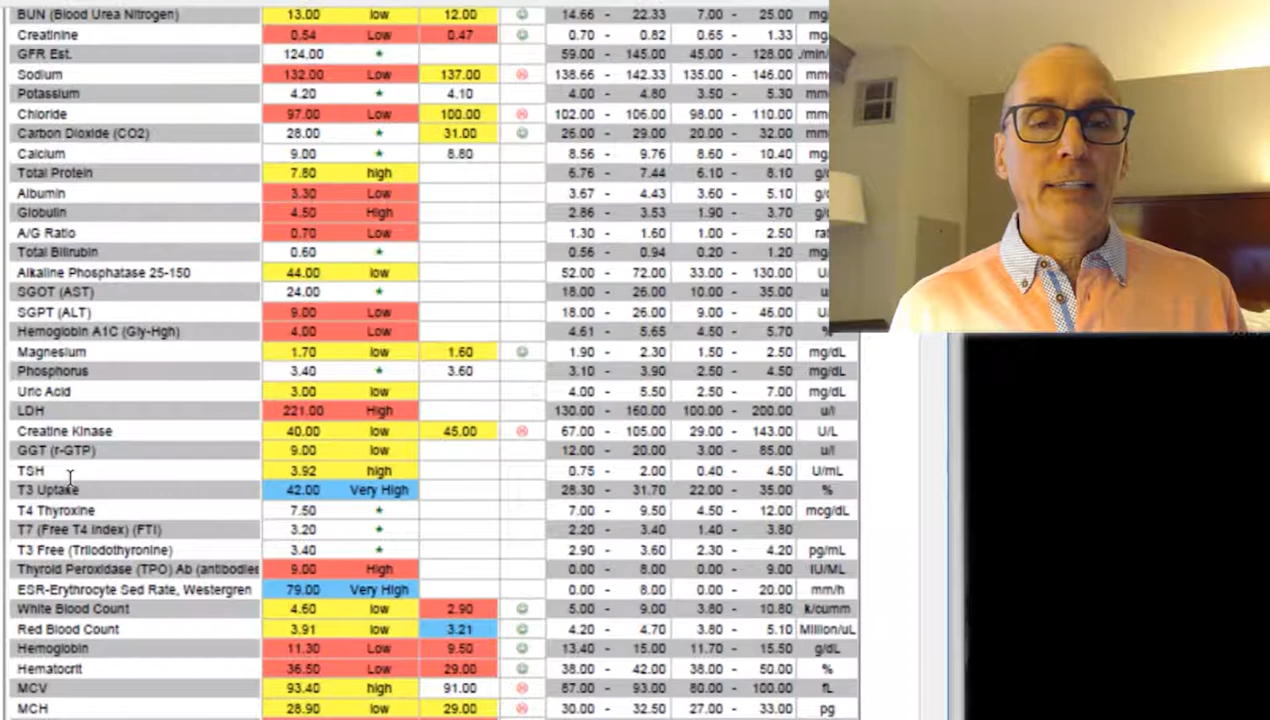 BUN (Blood Urea Nitrogen) 13.00 low 12.00 14.66 - 22.33 7.00 - 25.00 mg/
Creatinine 0.54 Low 0.47 0.70 - 0.82 0.65 - 1.33 mg
GFR Est. 124.00 * 59.00 - 145.00 45.00 - 128.00 /min/
Sodium 132.00 Low 137.00 138.66 - 142.33 135.00 - 146.00 mm
Potassium 4.20 * 4.10 4.00 - 4.80 3.50 - 5.30 mm
Chloride 97.00 Low 100.00 102.00 - 106.00 98.00 - 110.00 mm
Carbon Dioxide (CO2) 28.00 * 31.00 26.00 - 29.00 20.00 - 32.00 mm
Calcium 9.00 * 8.80 8.56 - 9.76 8.60 - 10.40 mg
Total Protein 7.80 high 6.76 - 7.44 6.10 - 8.10 g/
Albumin 3.30 Low 3.67 - 4.43 3.60 - 5.10 g/
Globulin 4.50 High 2.86 - 3.53 1.90 - 3.70 g/
A/G Ratio 0.70 Low 1.30 - 1.60 1.00 - 2.50 rat
Total Bilirubin 0.60 * 0.56 - 0.94 0.20 - 1.20 mg
Alkaline Phosphatase 25-150 44.00 low 52.00 - 72.00 33.00 - 130.00 U/
SGOT (AST) 24.00 * 18.00 - 26.00 10.00 - 35.00 u/
SGPT (ALT) 9.00 Low 18.00 - 26.00 9.00 - 46.00 U/
Hemoglobin A1C (Gly-Hgh) 4.00 Low 4.61 - 5.65 4.50 - 5.70 %
Magnesium 1.70 low 1.60 1.90 - 2.30 1.50 - 2.50 mg/dL
Phosphorus 3.40 * 3.60 3.10 - 3.90 2.50 - 4.50 mg/dL
Uric Acid 3.00 low 4.00 - 5.50 2.50 - 7.00 mg/dL
LDH 221.00 High 130.00 - 160.00 100.00 - 200.00 u/l
Creatine Kinase 40.00 low 45.00 67.00 - 105.00 29.00 - 143.00 U/L
GGT (r-GTP) 9.00 low 12.00 - 20.00 3.00 - 85.00 u/l
TSH 3.92 high 0.75 - 2.00 0.40 - 4.50 U/mL
T3 Uptake 42.00 Very High 28.30 - 31.70 22.00 - 35.00 %
T4 Thyroxine 7.50 * 7.00 - 9.50 4.50 - 12.00 mcg/dL
T7 (Free T4 Index) (FTI) 3.20 * 2.20 - 3.40 1.40 - 3.80
T3 Free (Triiodothyronine) 3.40 * 2.90 - 3.60 2.30 - 4.20 pg/mL
Thyroid Peroxidase (TPO) Ab (antibodies 9.00 High 0.00 - 8.00 0.00 - 9.00 IU/ML
ESR-Erythrocyte Sed Rate, Westergren 79.00 Very High 0.00 - 8.00 0.00 - 20.00 mm/h
White Blood Count 4.60 low 2.90 5.00 - 9.00 3.80 - 10.80 k/cumm
Red Blood Count 3.91 low 3.21 4.20 - 4.70 3.80 - 5.10 Million/uL
Hemoglobin 11.30 Low 9.50 13.40 - 15.00 11.70 - 15.50 g/dL
Hematocrit 36.50 Low 29.00 38.00 - 42.00 38.00 - 50.00 %
MCV 93.40 high 91.00 87.00 - 93.00 80.00 - 100.00 fL
MCH 28.90 low 29.00 30.00 - 32.50 27.00 - 33.00 pg